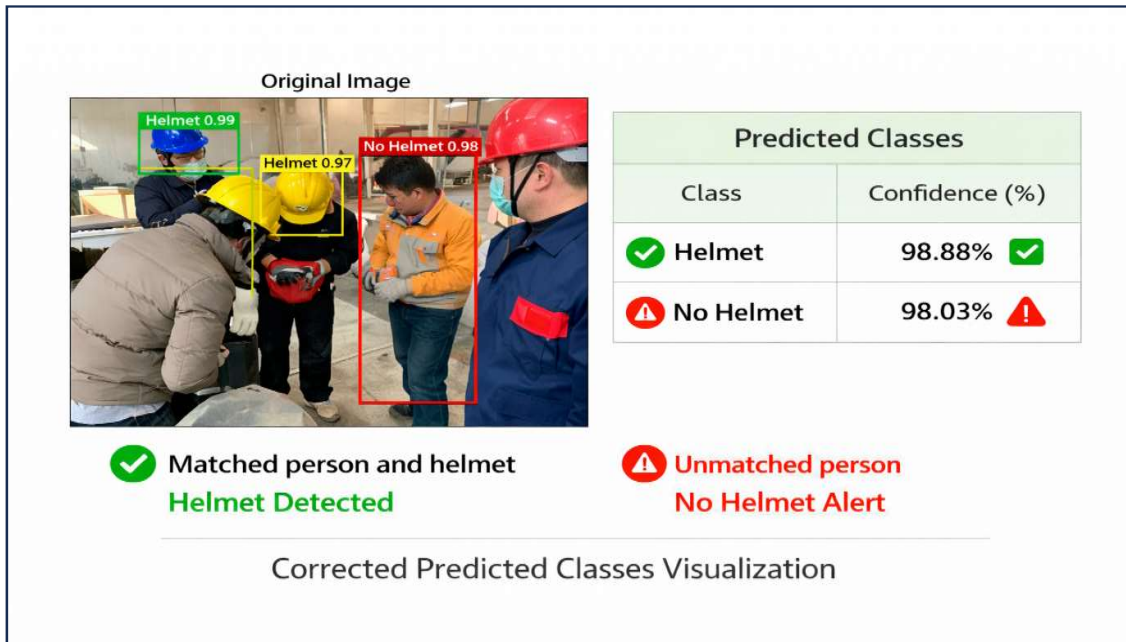 Original Image
Helmet 0.99
Helmet 0.97
No Helmet 0.98
Predicted Classes
Class Confidence (%)
Helmet 98.88%
No Helmet 98.03%
Matched person and helmet
Helmet Detected
Unmatched person
No Helmet Alert
Corrected Predicted Classes Visualization